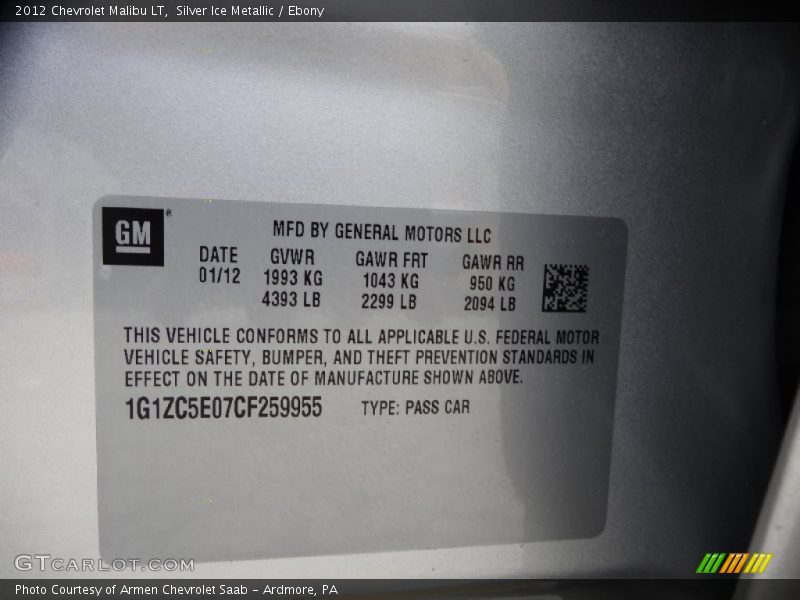 2012 Chevrolet Malibu LT, Silver Ice Metallic / Ebony
GM ®
MFD BY GENERAL MOTORS LLC
DATE GVWR GAWR FRT GAWR RR
01/12 1993 KG 1043 KG 950 KG
4393 LB 2299 LB 2094 LB
THIS VEHICLE CONFORMS TO ALL APPLICABLE U.S. FEDERAL MOTOR
VEHICLE SAFETY, BUMPER, AND THEFT PREVENTION STANDARDS IN
EFFECT ON THE DATE OF MANUFACTURE SHOWN ABOVE.
1G1ZC5E07CF259955 TYPE: PASS CAR
GTCARLOT.COM
Photo Courtesy of Armen Chevrolet Saab - Ardmore, PA